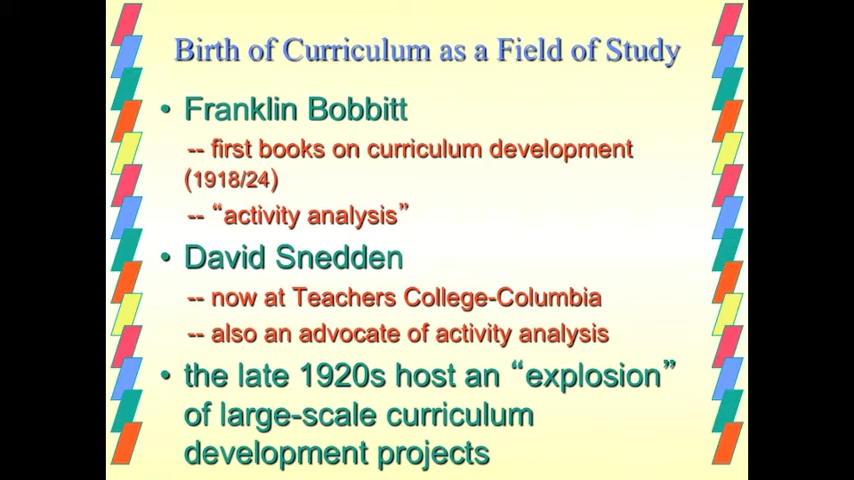 Birth of Curriculum as a Field of Study
• Franklin Bobbitt
-- first books on curriculum development
(1918/24)
-- “activity analysis”
• David Snedden
-- now at Teachers College-Columbia
-- also an advocate of activity analysis
• the late 1920s host an “explosion”
of large-scale curriculum
development projects